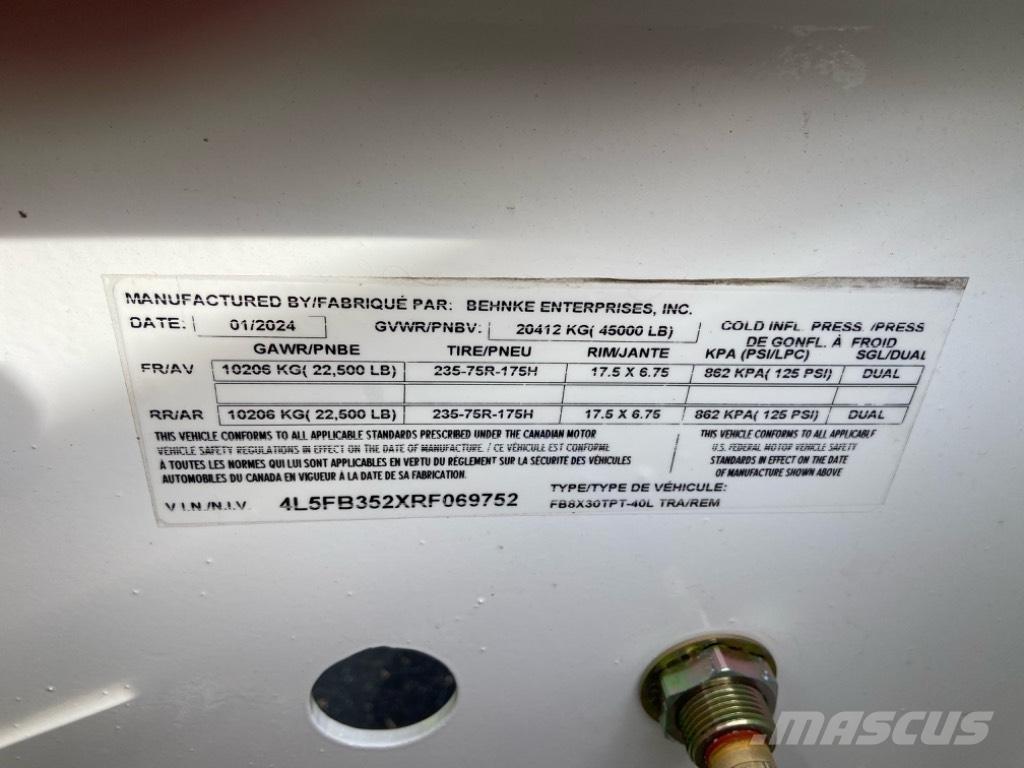 MANUFACTURED BY/FABRIQUÉ PAR: BEHNKE ENTERPRISES, INC.
DATE: 01/2024 GVWR/PNBV: 20412 KG( 45000 LB) COLD INFL. PRESS. /PRESS
DE GONFL. À FROID
GAWR/PNBE TIRE/PNEU RIM/JANTE KPA (PSI/LPC) SGL/DUAL
FR/AV 10206 KG( 22,500 LB) 235-75R-175H 17.5 X 6.75 862 KPA( 125 PSI) DUAL
RR/AR 10206 KG( 22,500 LB) 235-75R-175H 17.5 X 6.75 862 KPA( 125 PSI) DUAL
THIS VEHICLE CONFORMS TO ALL APPLICABLE STANDARDS PRESCRIBED UNDER THE CANADIAN MOTOR
VEHICLE SAFETY REGULATIONS IN EFFECT ON THE DATE OF MANUFACTURE. / CE VÉHICULE EST CONFORME
À TOUTES LES NORMES QUI LUI SONT APPLICABLES EN VERTU DU RÈGLEMENT SUR LA SÉCURITÉ DES VÉHICULES
AUTOMOBILES DU CANADA EN VIGUEUR À LA DATE DE SA FABRICATION.
THIS VEHICLE CONFORMS TO ALL APPLICABLE
U.S. FEDERAL MOTOR VEHICLE SAFETY
STANDARDS IN EFFECT ON THE DATE
OF MANUFACTURE SHOWN ABOVE
V.I.N./N.I.V. 4L5FB352XRF069752
TYPE/TYPE DE VÉHICULE:
FB8X30TPT-40L TRA/REM
MASCUS